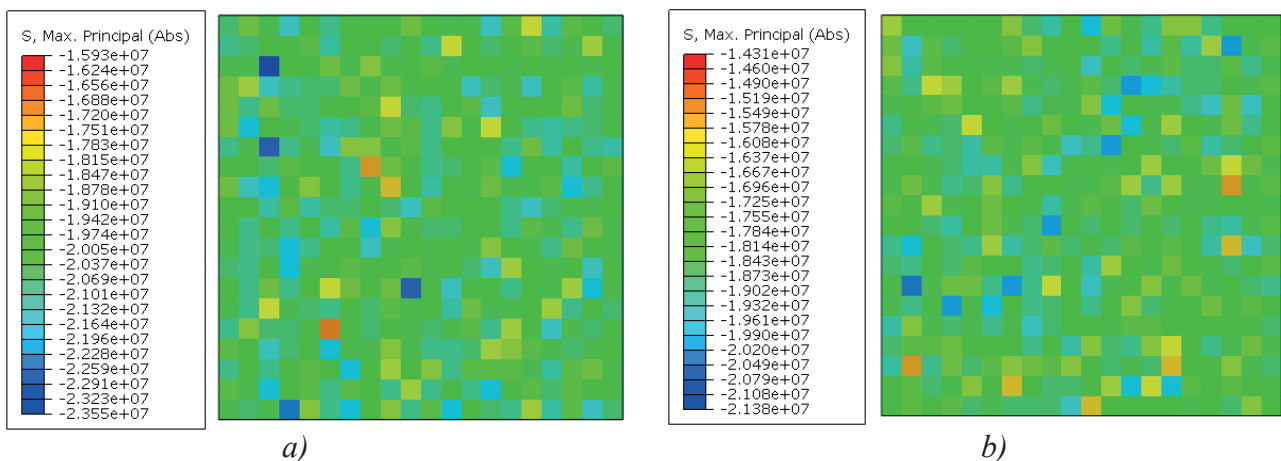 S, Max. Principal (Abs)
-1.593e+07
-1.624e+07
-1.656e+07
-1.688e+07
-1.720e+07
-1.751e+07
-1.783e+07
-1.815e+07
-1.847e+07
-1.878e+07
-1.910e+07
-1.942e+07
-1.974e+07
-2.005e+07
-2.037e+07
-2.069e+07
-2.101e+07
-2.132e+07
-2.164e+07
-2.196e+07
-2.228e+07
-2.259e+07
-2.291e+07
-2.323e+07
-2.355e+07
a)
S, Max. Principal (Abs)
-1.431e+07
-1.460e+07
-1.490e+07
-1.519e+07
-1.549e+07
-1.578e+07
-1.608e+07
-1.637e+07
-1.667e+07
-1.696e+07
-1.725e+07
-1.755e+07
-1.784e+07
-1.814e+07
-1.843e+07
-1.873e+07
-1.902e+07
-1.932e+07
-1.961e+07
-1.990e+07
-2.020e+07
-2.049e+07
-2.079e+07
-2.108e+07
-2.138e+07
b)